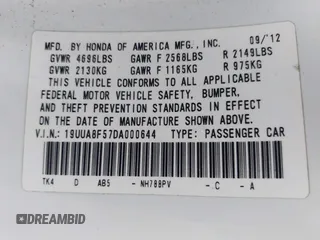 MFD. BY HONDA OF AMERICA MFG., INC. 09/'12
GVWR 4696LBS GAWR F 2568LBS R 2149LBS
GVWR 2130KG GAWR F 1165KG R 975KG
THIS VEHICLE CONFORMS TO ALL APPLICABLE
FEDERAL MOTOR VEHICLE SAFETY, BUMPER,
AND THEFT PREVENTION STANDARDS IN EFFECT
ON THE DATE OF MANUFACTURE SHOWN ABOVE.
V.I.N.: 19UUA8F57DA000644 TYPE: PASSENGER CAR
TK4 D AB5 - NH788PV - C - A
©DREAMBID